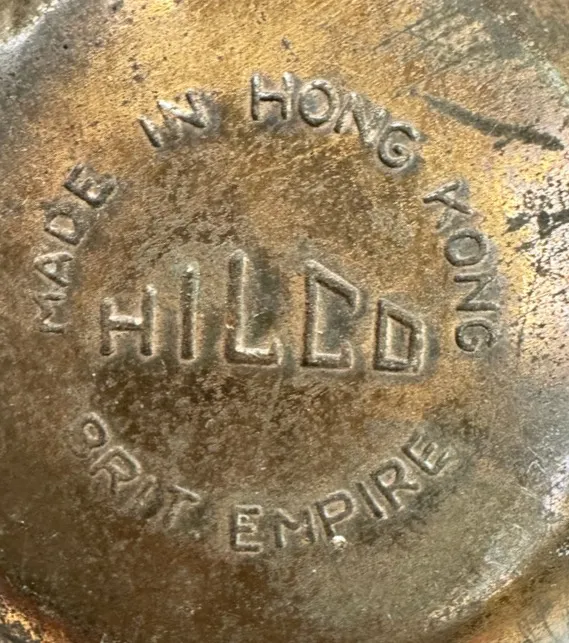 MADE IN HONG KONG
HILCO
BRIT. EMPIRE